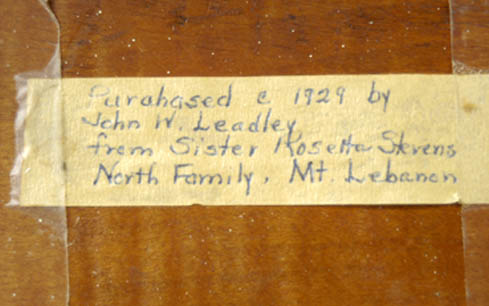 Purchased c 1929 by
John W. Leadley
from Sister Rosetta Stevens
North Family, Mt. Lebanon